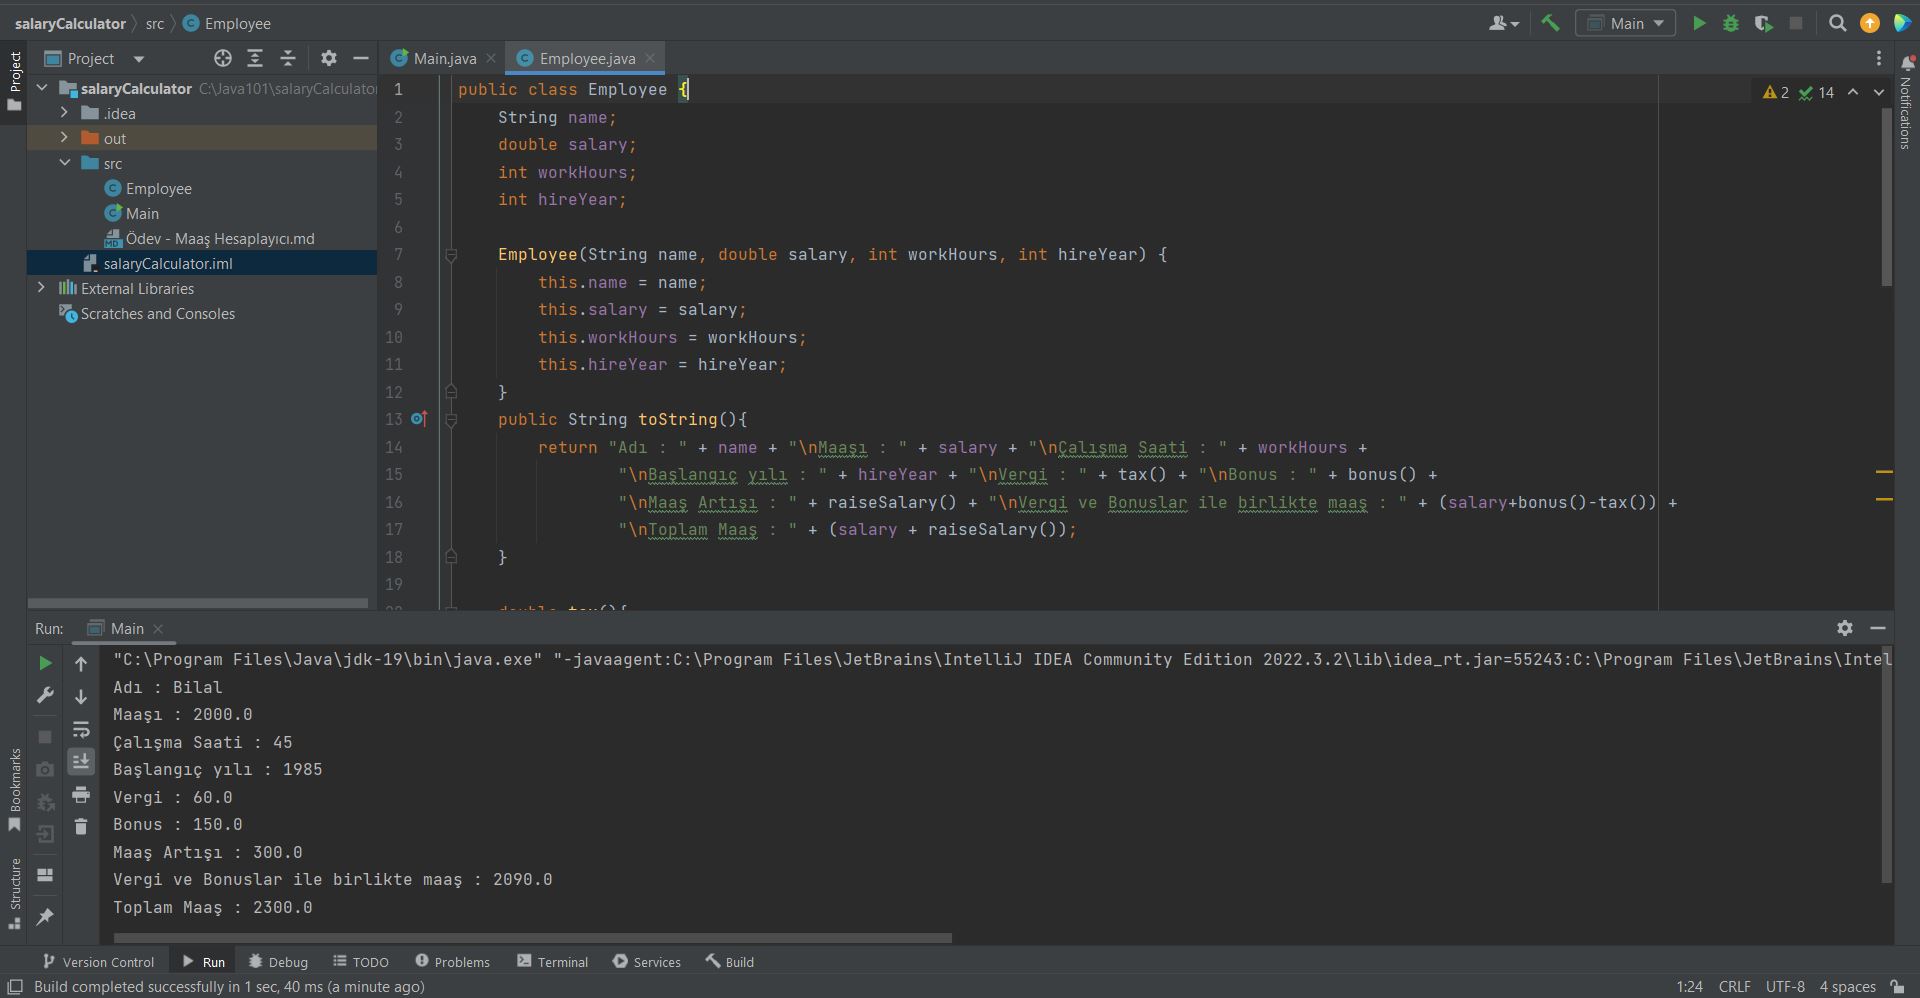 salaryCalculator src Employee
Main
Project
Main.java Employee.java
salaryCalculator C:\Java101\salaryCalculator
.idea
out
src
Employee
Main
Ödev - Maaş Hesaplayıcı.md
salaryCalculator.iml
External Libraries
Scratches and Consoles
Project
Bookmarks
Structure
Notifications
2 14
1 public class Employee {
2 String name;
3 double salary;
4 int workHours;
5 int hireYear;
6
7 Employee(String name, double salary, int workHours, int hireYear) {
8 this.name = name;
9 this.salary = salary;
10 this.workHours = workHours;
11 this.hireYear = hireYear;
12 }
13 public String toString(){
14 return "Adı : " + name + "\nMaaşı : " + salary + "\nÇalışma Saati : " + workHours +
15 "\nBaşlangıç yılı : " + hireYear + "\nVergi : " + tax() + "\nBonus : " + bonus() +
16 "\nMaaş Artışı : " + raiseSalary() + "\nVergi ve Bonuslar ile birlikte maaş : " + (salary+bonus()-tax()) +
17 "\nToplam Maaş : " + (salary + raiseSalary());
18 }
19
Run: Main
"C:\Program Files\Java\jdk-19\bin\java.exe" "-javaagent:C:\Program Files\JetBrains\IntelliJ IDEA Community Edition 2022.3.2\lib\idea_rt.jar=55243:C:\Program Files\JetBrains\Intel
Adı : Bilal
Maaşı : 2000.0
Çalışma Saati : 45
Başlangıç yılı : 1985
Vergi : 60.0
Bonus : 150.0
Maaş Artışı : 300.0
Vergi ve Bonuslar ile birlikte maaş : 2090.0
Toplam Maaş : 2300.0
Version Control Run Debug TODO Problems Terminal Services Build
Build completed successfully in 1 sec, 40 ms (a minute ago) 1:24 CRLF UTF-8 4 spaces